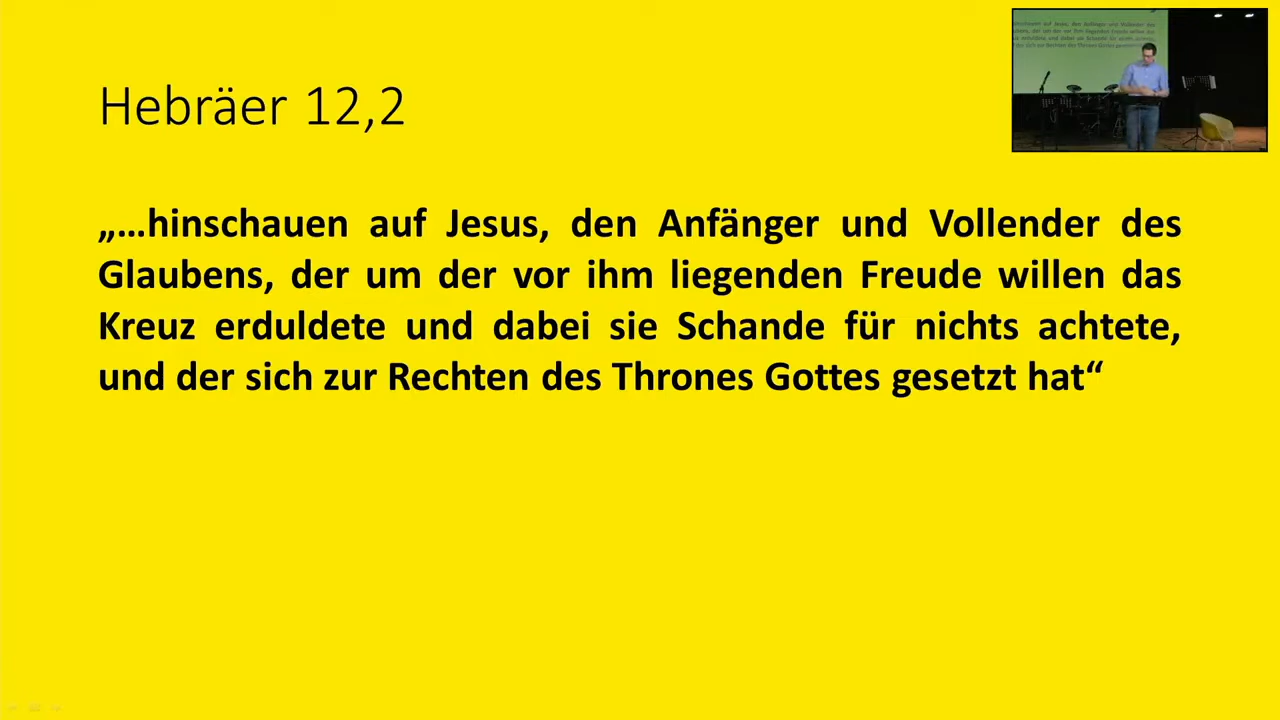 Hebräer 12,2
„…hinschauen auf Jesus, den Anfänger und Vollender des
Glaubens, der um der vor ihm liegenden Freude willen das
Kreuz erduldete und dabei sie Schande für nichts achtete,
und der sich zur Rechten des Thrones Gottes gesetzt hat“